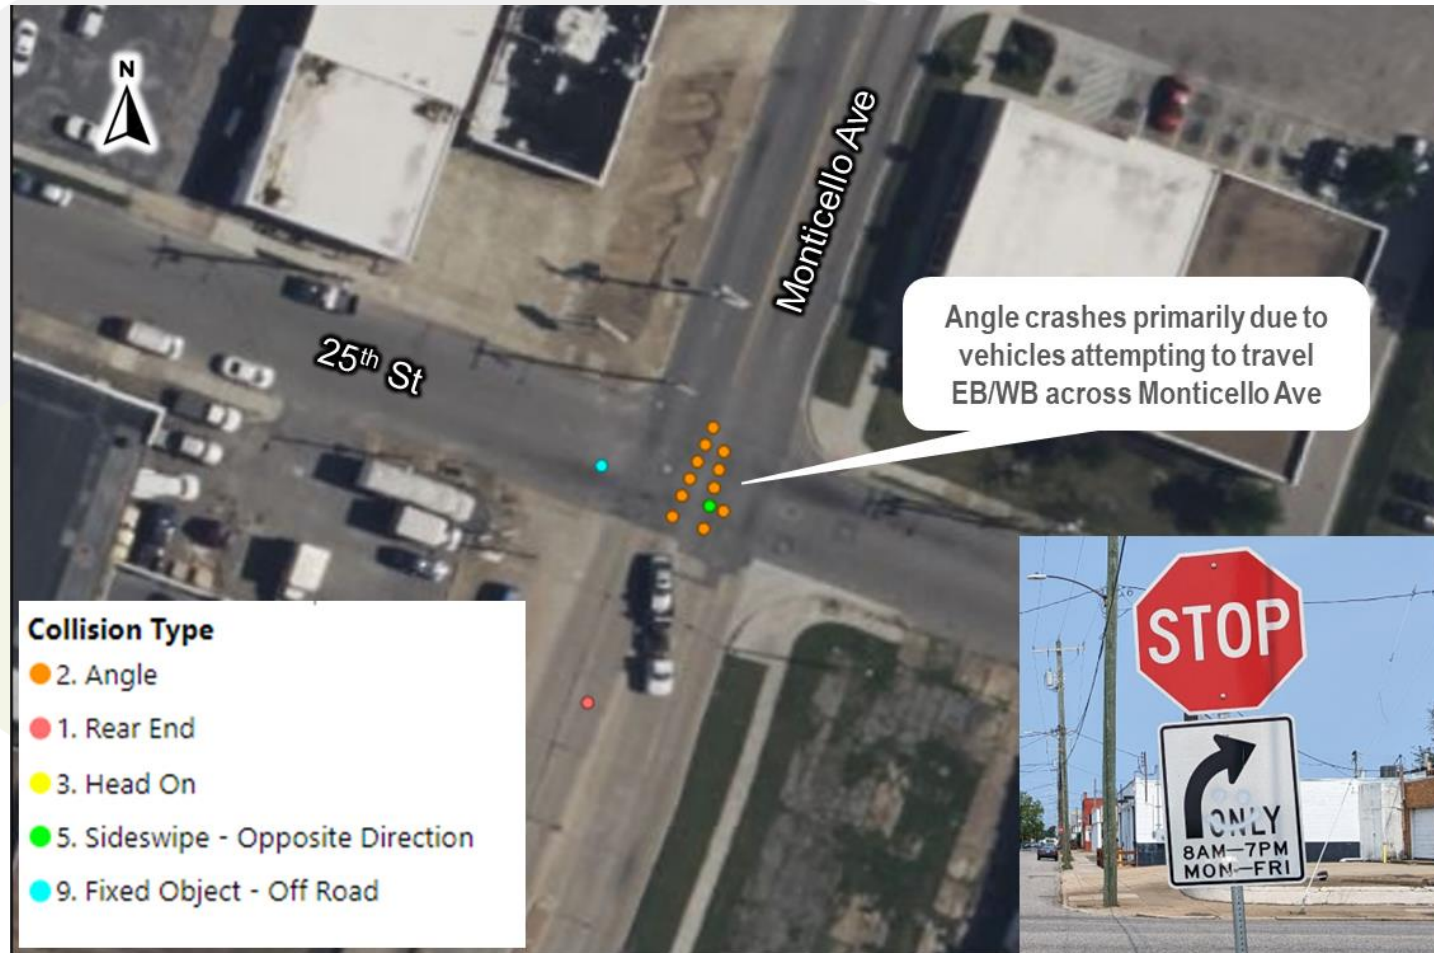 N
Monticello Ave
25th St
Angle crashes primarily due to
vehicles attempting to travel
EB/WB across Monticello Ave
Collision Type
2. Angle
1. Rear End
3. Head On
5. Sideswipe - Opposite Direction
9. Fixed Object - Off Road
STOP
ONLY
8AM-7PM
MON-FRI